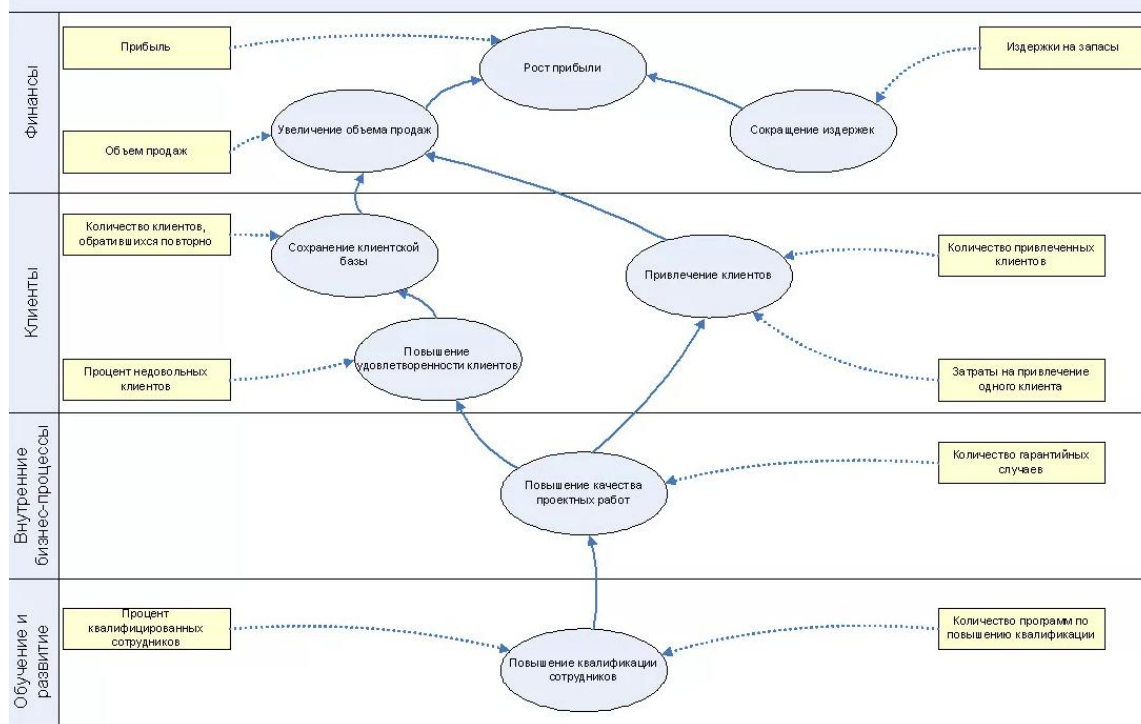 Финансы
Прибыль
Рост прибыли
Издержки на запасы
Увеличение объема продаж
Сокращение издержек
Объем продаж
Клиенты
Количество клиентов,
обратившихся повторно
Сохранение клиентской
базы
Привлечение клиентов
Количество привлеченных
клиентов
Процент недовольных
клиентов
Повышение
удовлетворенности клиентов
Затраты на привлечение
одного клиента
Внутренние
бизнес-процессы
Повышение качества
проектных работ
Количество гарантийных
случаев
Обучение и
развитие
Процент
квалифицированных
сотрудников
Повышение квалификации
сотрудников
Количество программ по
повышению квалификации